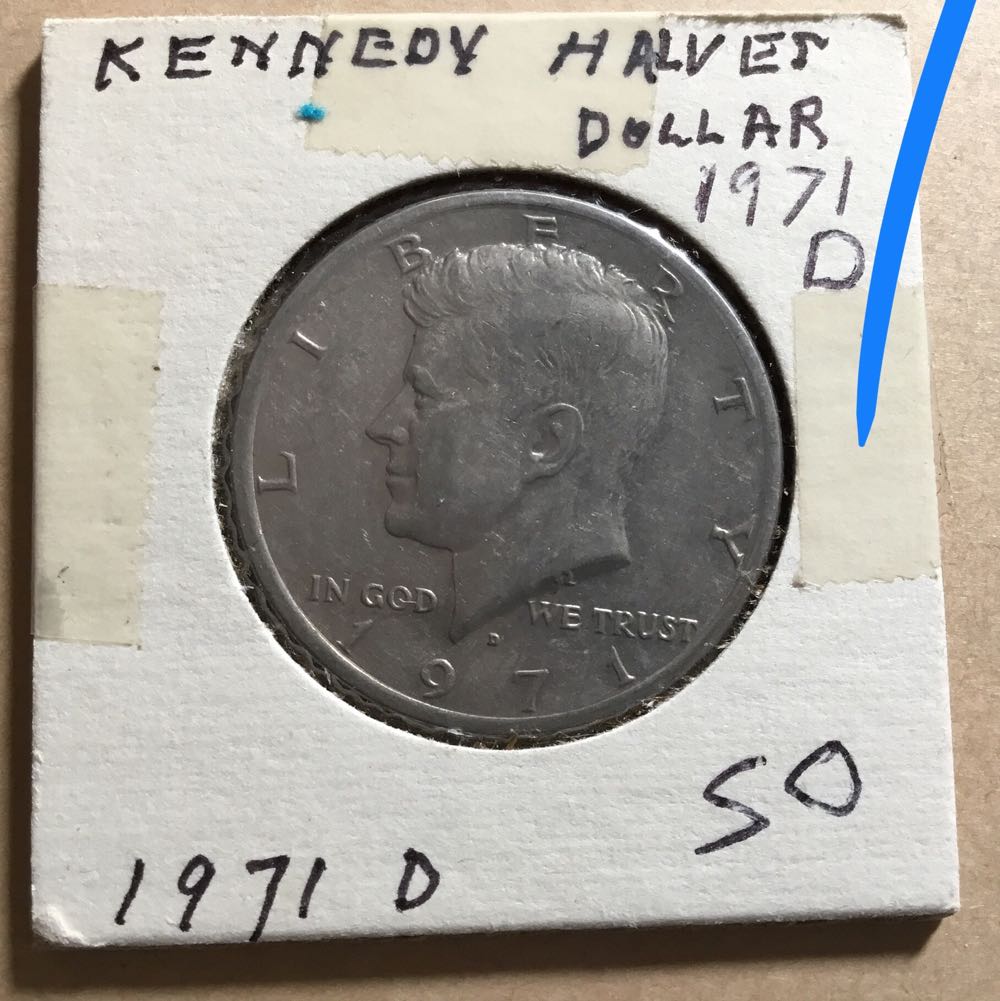 KENNEDY HALVES
DOLLAR
1971
D
LIBERTY
IN GOD WE TRUST
D
1971
50
1971 D